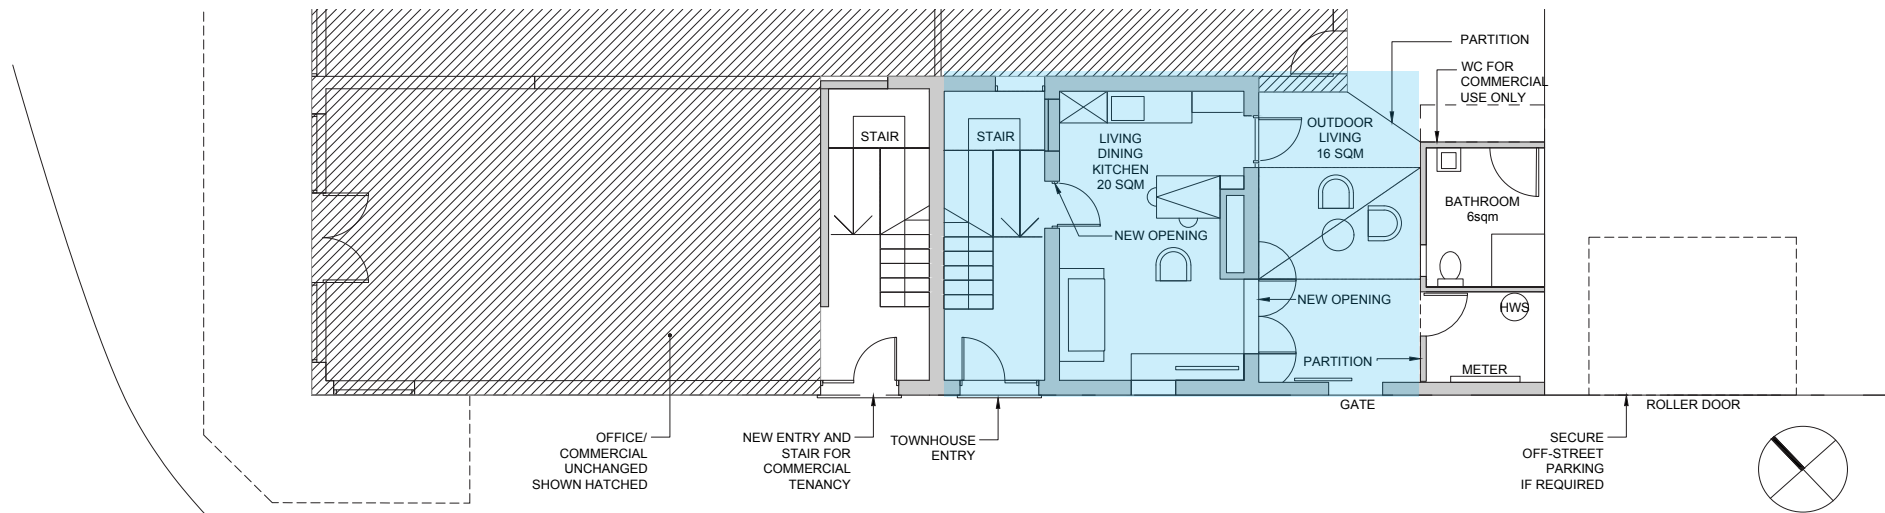 PARTITION
WC FOR
COMMERCIAL
USE ONLY
STAIR
STAIR
LIVING
DINING
KITCHEN
20 SQM
OUTDOOR
LIVING
16 SQM
BATHROOM
6sqm
NEW OPENING
NEW OPENING
HWS
PARTITION
METER
GATE
ROLLER DOOR
OFFICE/
COMMERCIAL
UNCHANGED
SHOWN HATCHED
NEW ENTRY AND
STAIR FOR
COMMERCIAL
TENANCY
TOWNHOUSE
ENTRY
SECURE
OFF-STREET
PARKING
IF REQUIRED